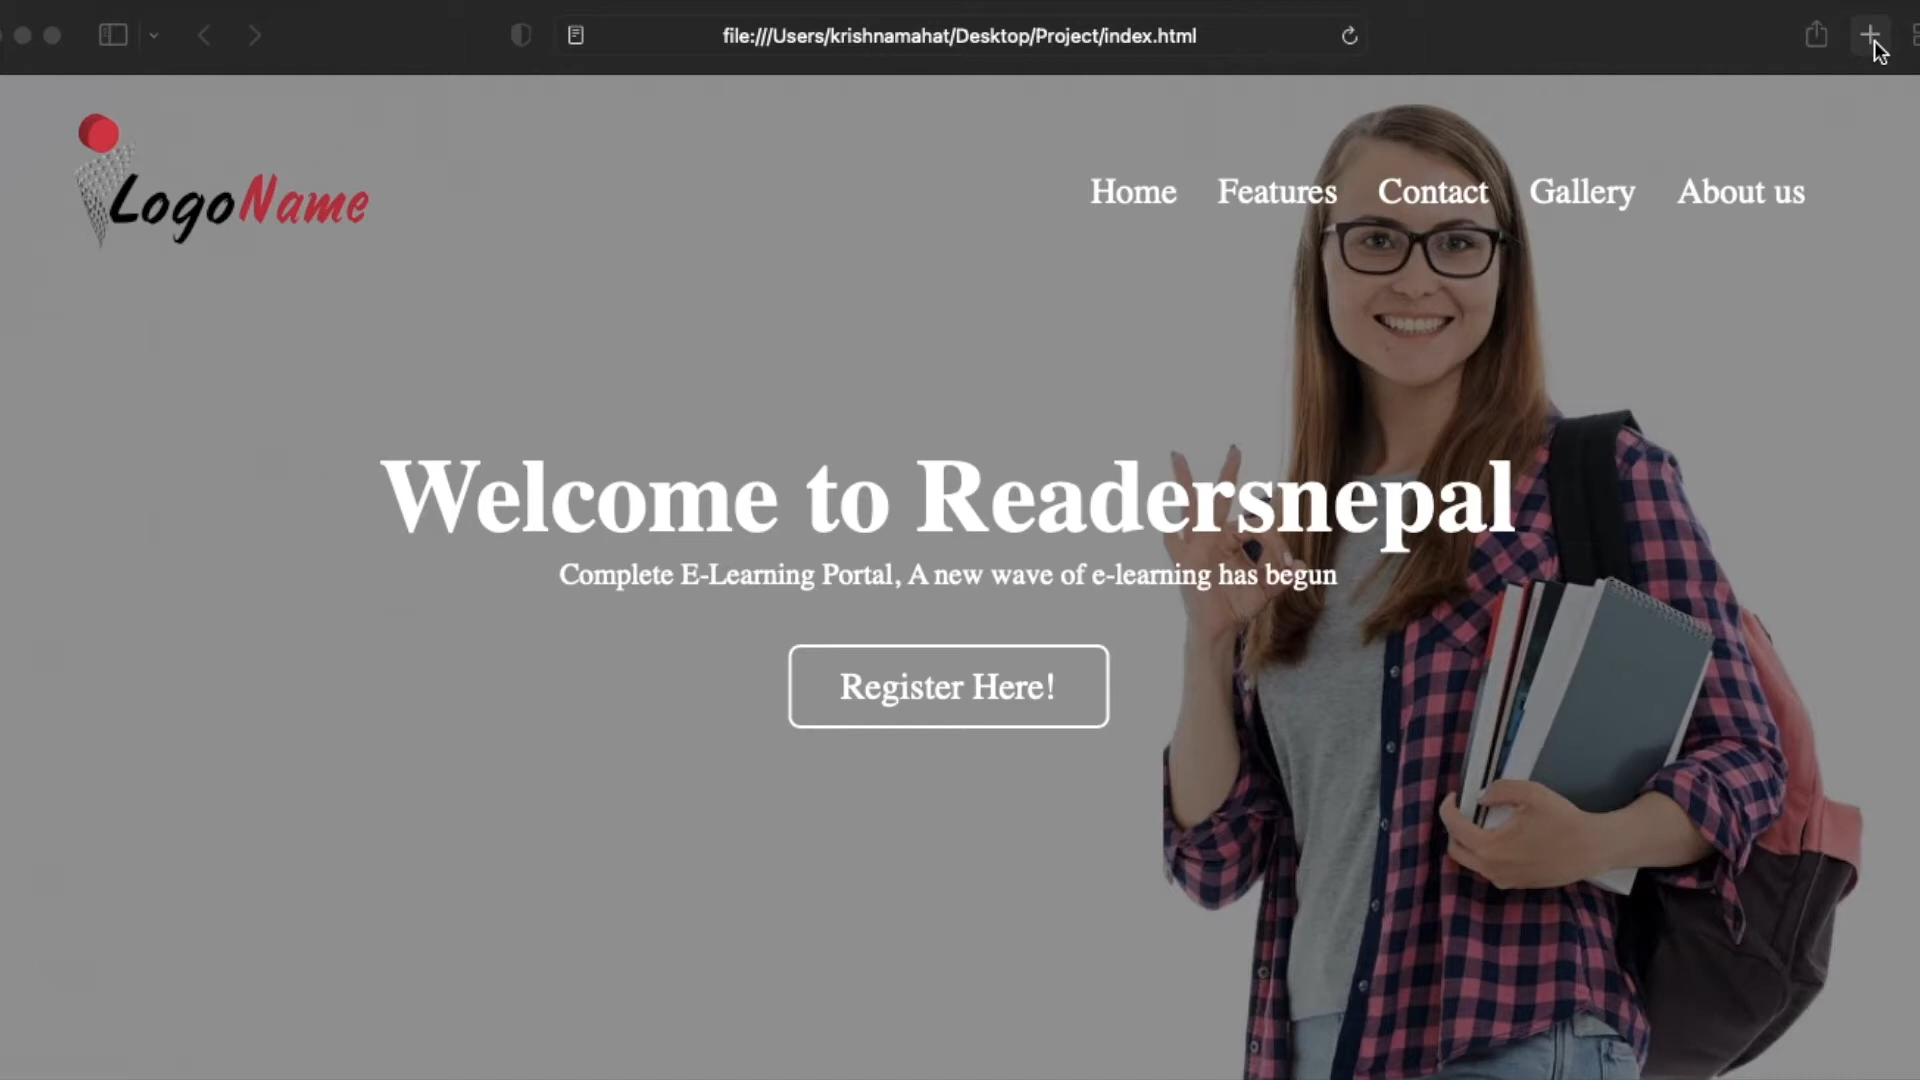 file:///Users/krishnamahat/Desktop/Project/index.html
LogoName
Home Features Contact Gallery About us
Welcome to Readersnepal
Complete E-Learning Portal, A new wave of e-learning has begun
Register Here!